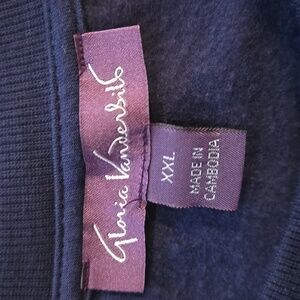 Gloria Vanderbilt
XXL
MADE IN
CAMBODIA